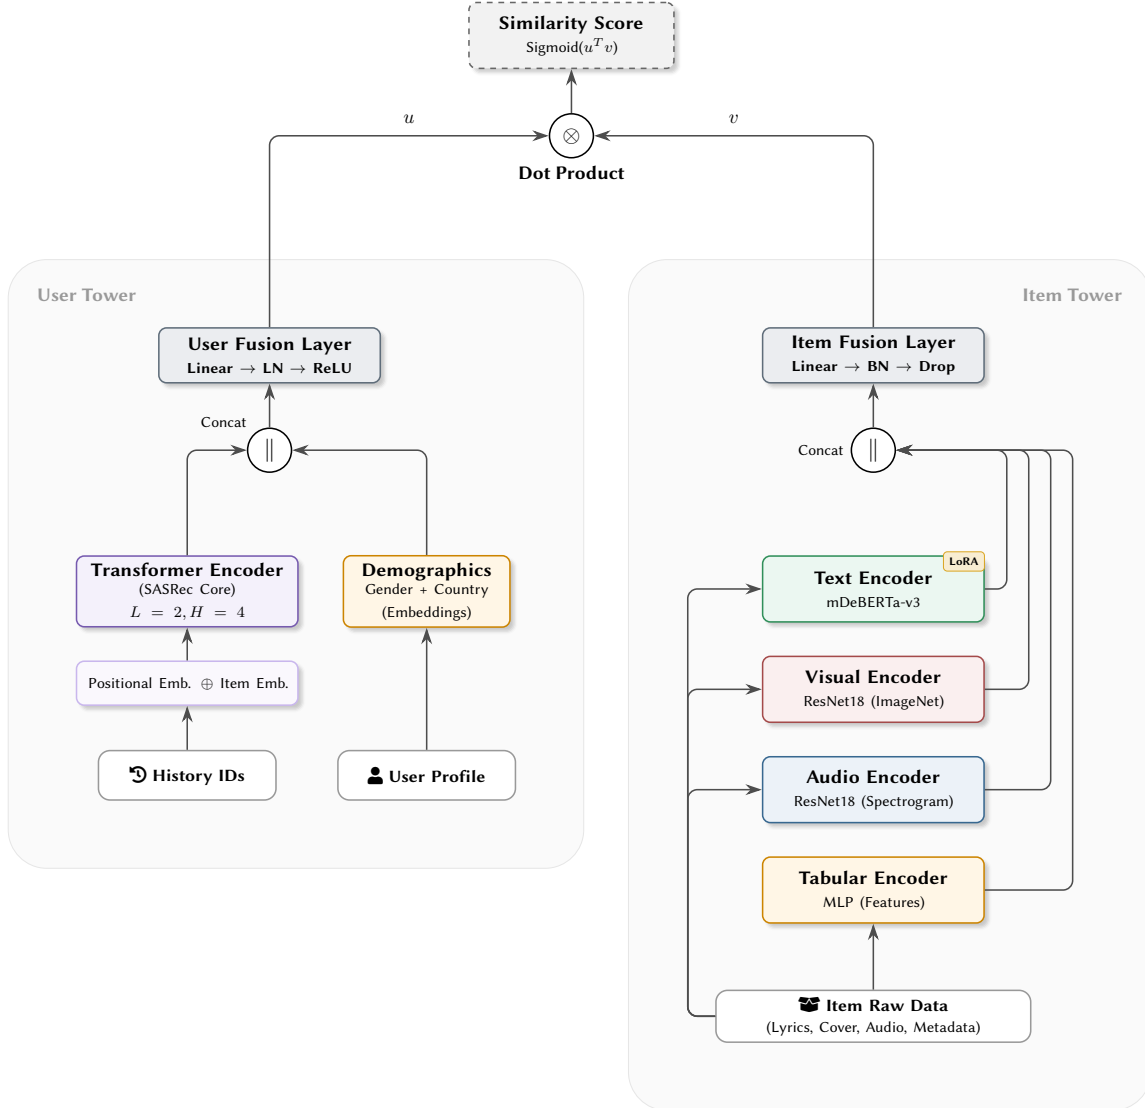 Similarity Score
Sigmoid(u^T v)
u
v
⊗
Dot Product
User Tower
User Fusion Layer
Linear → LN → ReLU
Concat
||
Transformer Encoder
(SASRec Core)
L = 2, H = 4
Demographics
Gender + Country
(Embeddings)
Positional Emb. ⊕ Item Emb.
History IDs
User Profile
Item Tower
Item Fusion Layer
Linear → BN → Drop
Concat
||
LoRA
Text Encoder
mDeBERTa-v3
Visual Encoder
ResNet18 (ImageNet)
Audio Encoder
ResNet18 (Spectrogram)
Tabular Encoder
MLP (Features)
Item Raw Data
(Lyrics, Cover, Audio, Metadata)